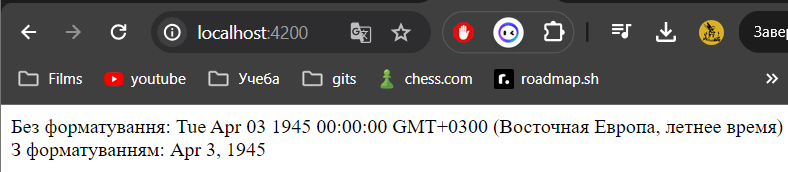 localhost:4200
Завер
Films
youtube
Учеба
gits
chess.com
r.
roadmap.sh
Без форматування: Tue Apr 03 1945 00:00:00 GMT+0300 (Восточная Европа, летнее время)
З форматуванням: Apr 3, 1945